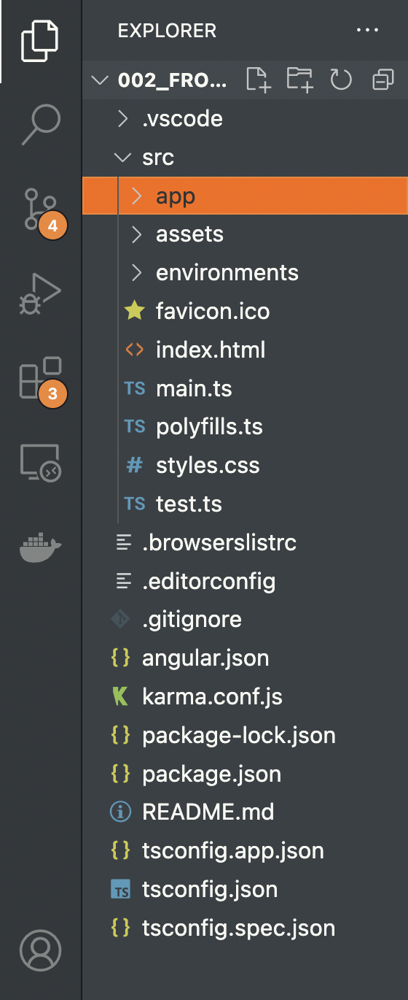 EXPLORER
002_FRO...
.vscode
src
app
assets
4
environments
favicon.ico
index.html
TS main.ts
3
TS polyfills.ts
# styles.css
TS test.ts
.browserslistrc
.editorconfig
.gitignore
{} angular.json
K karma.conf.js
{} package-lock.json
{} package.json
i README.md
{} tsconfig.app.json
TS tsconfig.json
{} tsconfig.spec.json